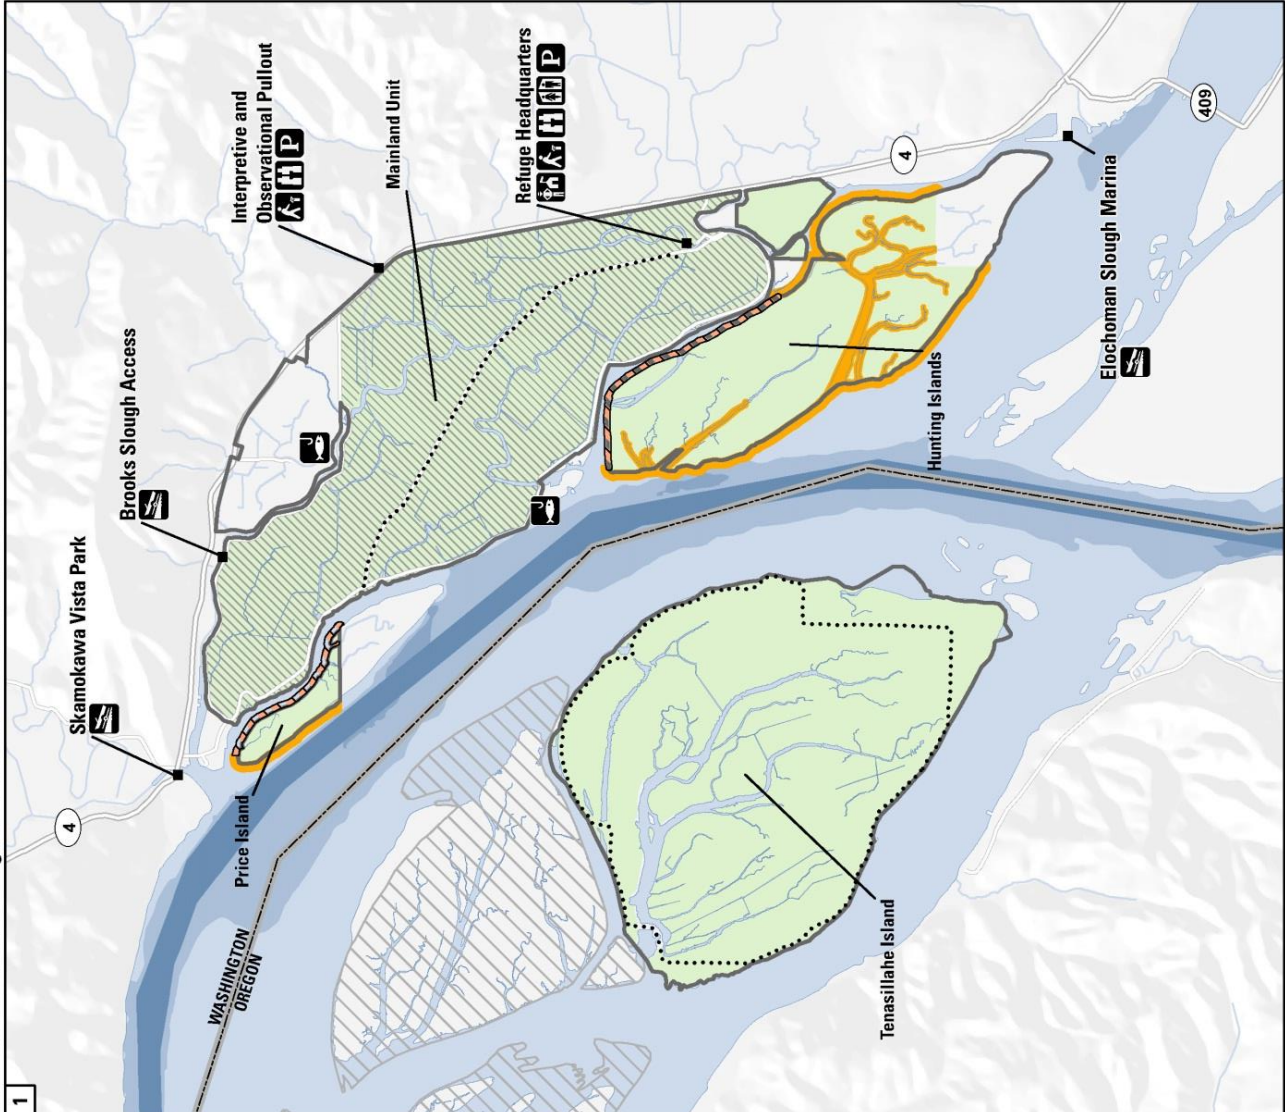 1
4
Skamokawa Vista Park
Brooks Slough Access
WASHINGTON
OREGON
Price Island
Interpretive and
Observational Pullout
P
Mainland Unit
Refuge Headquarters
P
Tenasillahe Island
4
Hunting Islands
Elochoman Slough Marina
409